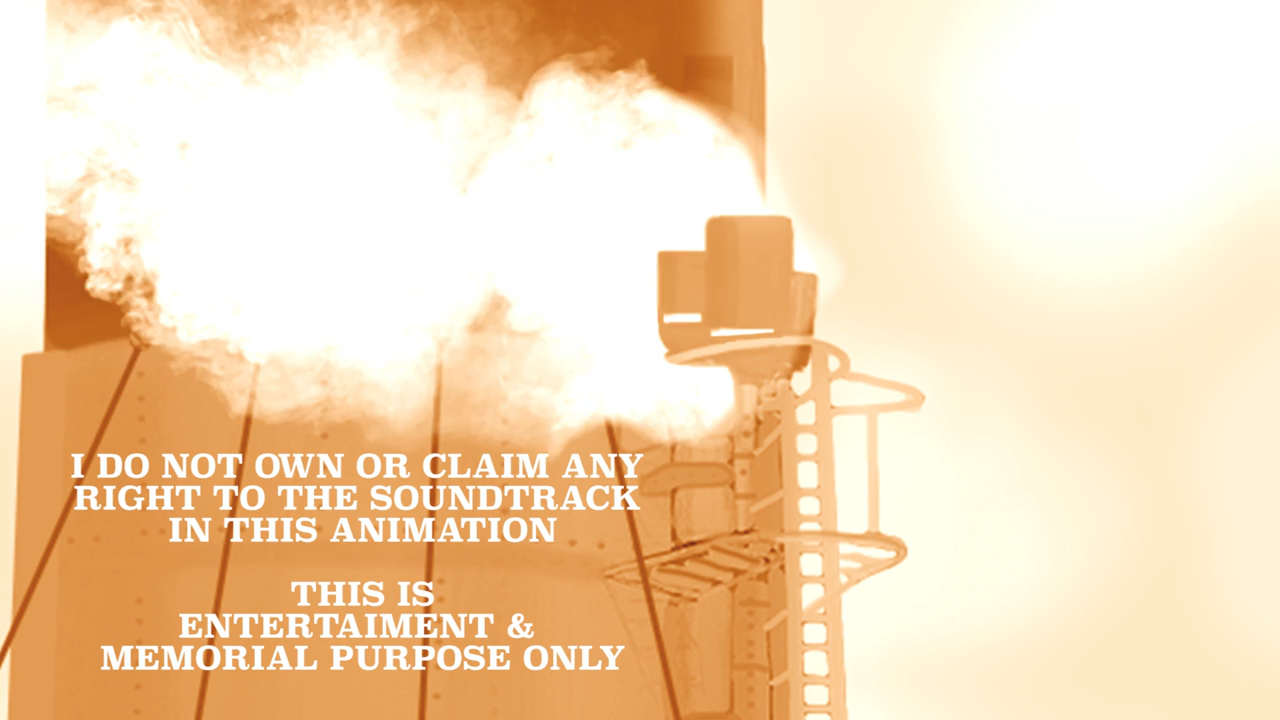 I DO NOT OWN OR CLAIM ANY
RIGHT TO THE SOUNDTRACK
IN THIS ANIMATION
THIS IS
ENTERTAIMENT &
MEMORIAL PURPOSE ONLY